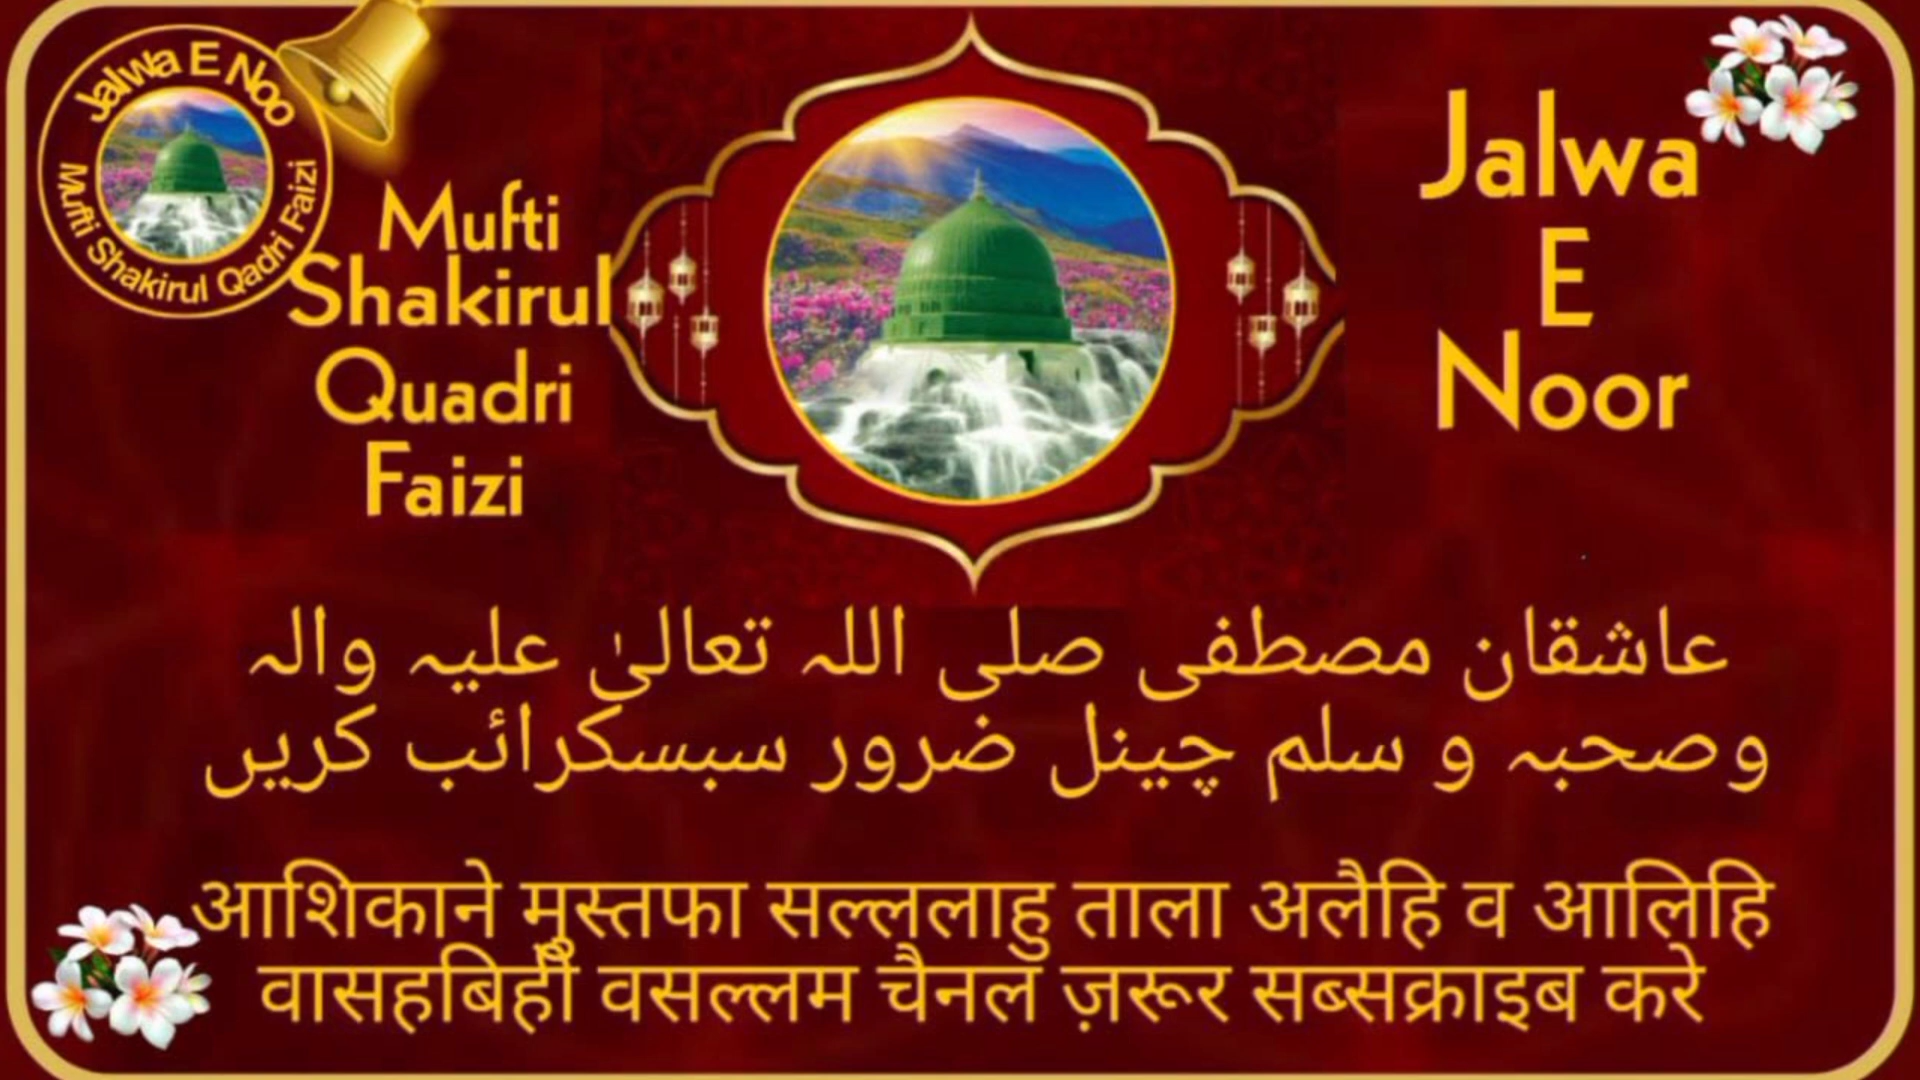 Jalwa E Noo
Mufti Shakirul Qadri Faizi
Mufti
Shakirul
Quadri
Faizi
Jalwa
E
Noor
عاشقان مصطفی صلی اللہ تعالیٰ علیہ والہ
وصحبہ و سلم چینل ضرور سبسکرائب کریں
आशिकाने मुस्तफा सल्ललाहु ताला अलैहि व आलिहि
वासहबिही वसल्लम चैनल ज़रूर सब्सक्राइब करे